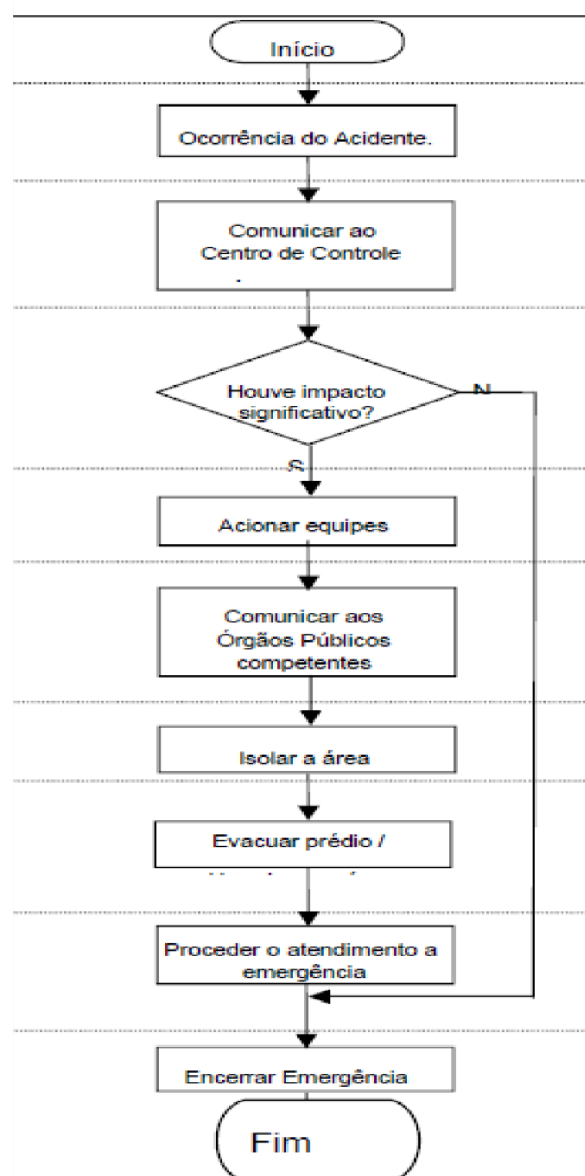 Início
Ocorrência do Acidente.
Comunicar ao
Centro de Controle
Houve impacto
significativo?
N
S
Acionar equipes
Comunicar aos
Órgãos Públicos
competentes
Isolar a área
Evacuar prédio /
Proceder o atendimento a
emergência
Encerrar Emergência
Fim